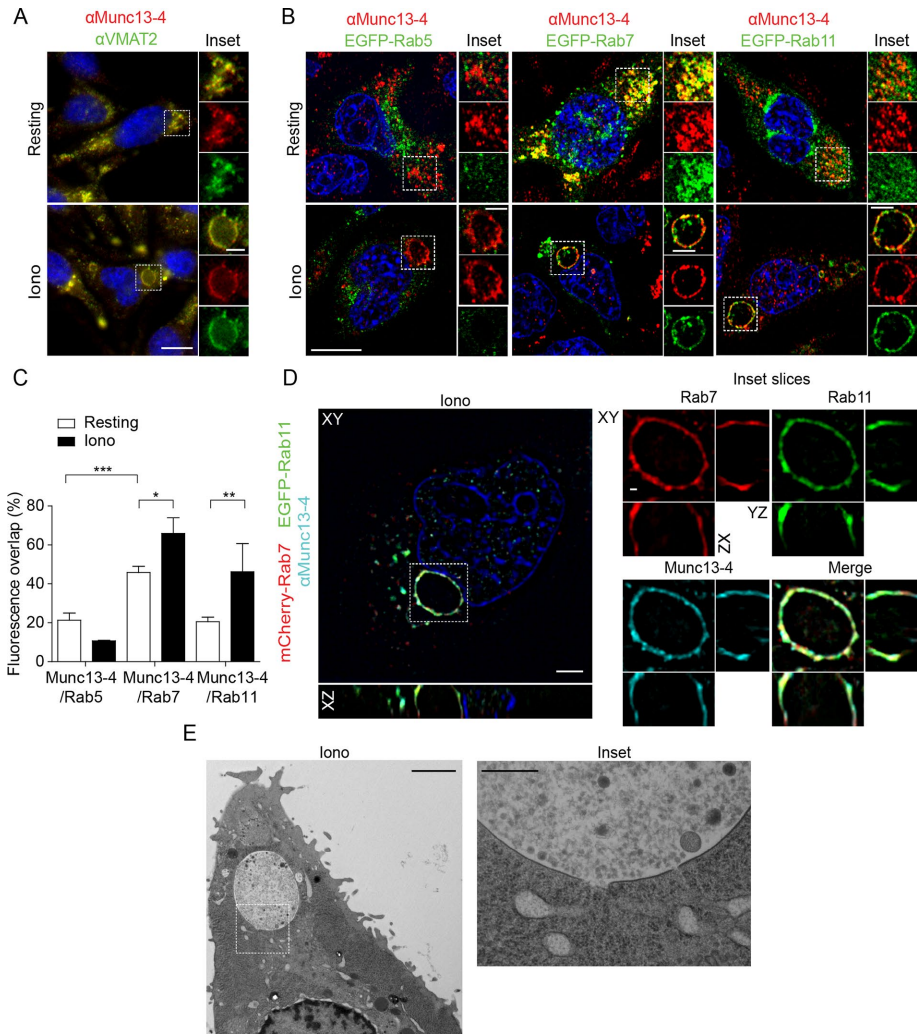 A
αMunc13-4
αVMAT2
Inset
Resting
Iono
B
αMunc13-4
EGFP-Rab5
Inset
αMunc13-4
EGFP-Rab7
Inset
αMunc13-4
EGFP-Rab11
Inset
Resting
Iono
C
Resting
Iono
***
*
**
Fluorescence overlap (%)
80
60
40
20
0
Munc13-4
/Rab5
Munc13-4
/Rab7
Munc13-4
/Rab11
D
mCherry-Rab7 EGFP-Rab11
αMunc13-4
Iono
XY
XZ
Inset slices
Rab7
Rab11
XY
YZ
ZX
Munc13-4
Merge
E
Iono
Inset